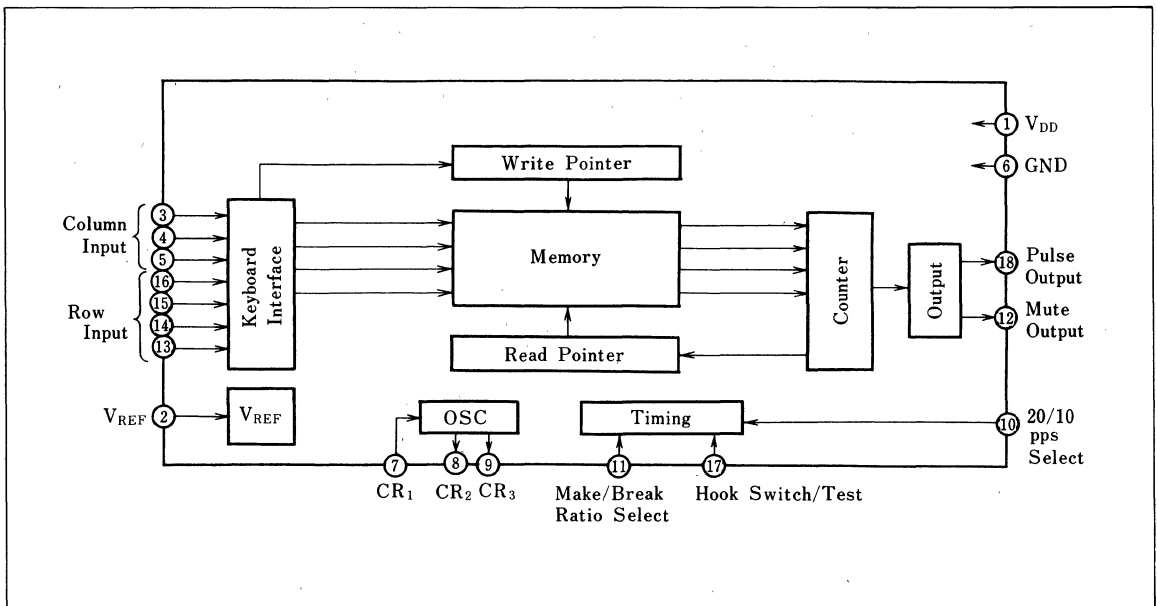 Write Pointer
1 VDD
6 GND
Column
Input
3
4
5
Keyboard
Interface
Memory
Counter
Output
18 Pulse
Output
12 Mute
Output
Row
Input
16
15
14
13
Read Pointer
VREF 2
VREF
OSC
Timing
10 20/10
pps
Select
7
8
9
11
17
CR1
CR2
CR3
Make/Break
Ratio Select
Hook Switch/Test